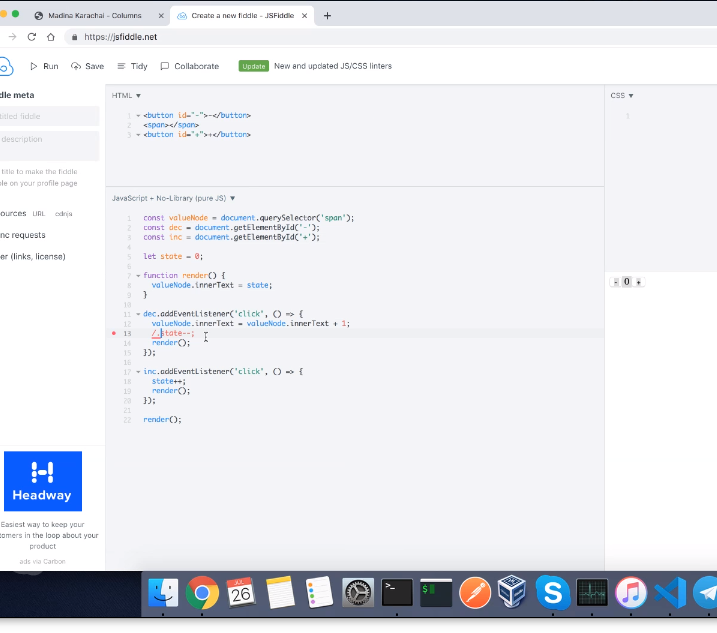 Madina Karachai - Columns
Create a new fiddle - JSFiddle
https://jsfiddle.net
Run Save Tidy Collaborate Update New and updated JS/CSS linters
dle meta
titled fiddle
description
title to make the fiddle
le on your profile page
ources URL cdnjs
nc requests
er (links, license)
Headway
Easiest way to keep your
tomers in the loop about your
product
ads via Carbon
HTML
1 <button id="-">-</button>
2 <span></span>
3 <button id="+">+</button>
JavaScript + No-Library (pure JS)
1 const valueNode = document.querySelector('span');
2 const dec = document.getElementById('-');
3 const inc = document.getElementById('+');
4
5 let state = 0;
6
7 function render() {
8 valueNode.innerText = state;
9 }
10
11 dec.addEventListener('click', () => {
12 valueNode.innerText = valueNode.innerText + 1;
13 /.state--;
14 render();
15 });
16
17 inc.addEventListener('click', () => {
18 state++;
19 render();
20 });
21
22 render();
CSS
1
- 0 +
JUL
26